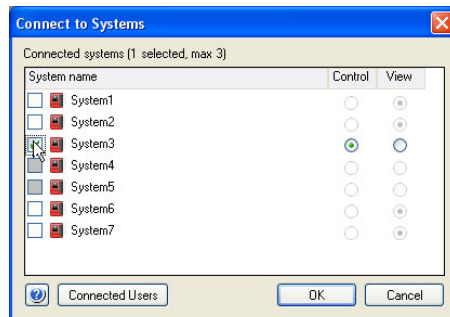 Connect to Systems
Connected systems (1 selected, max 3)
System name Control View
System1
System2
System3
System4
System5
System6
System7
? Connected Users OK Cancel